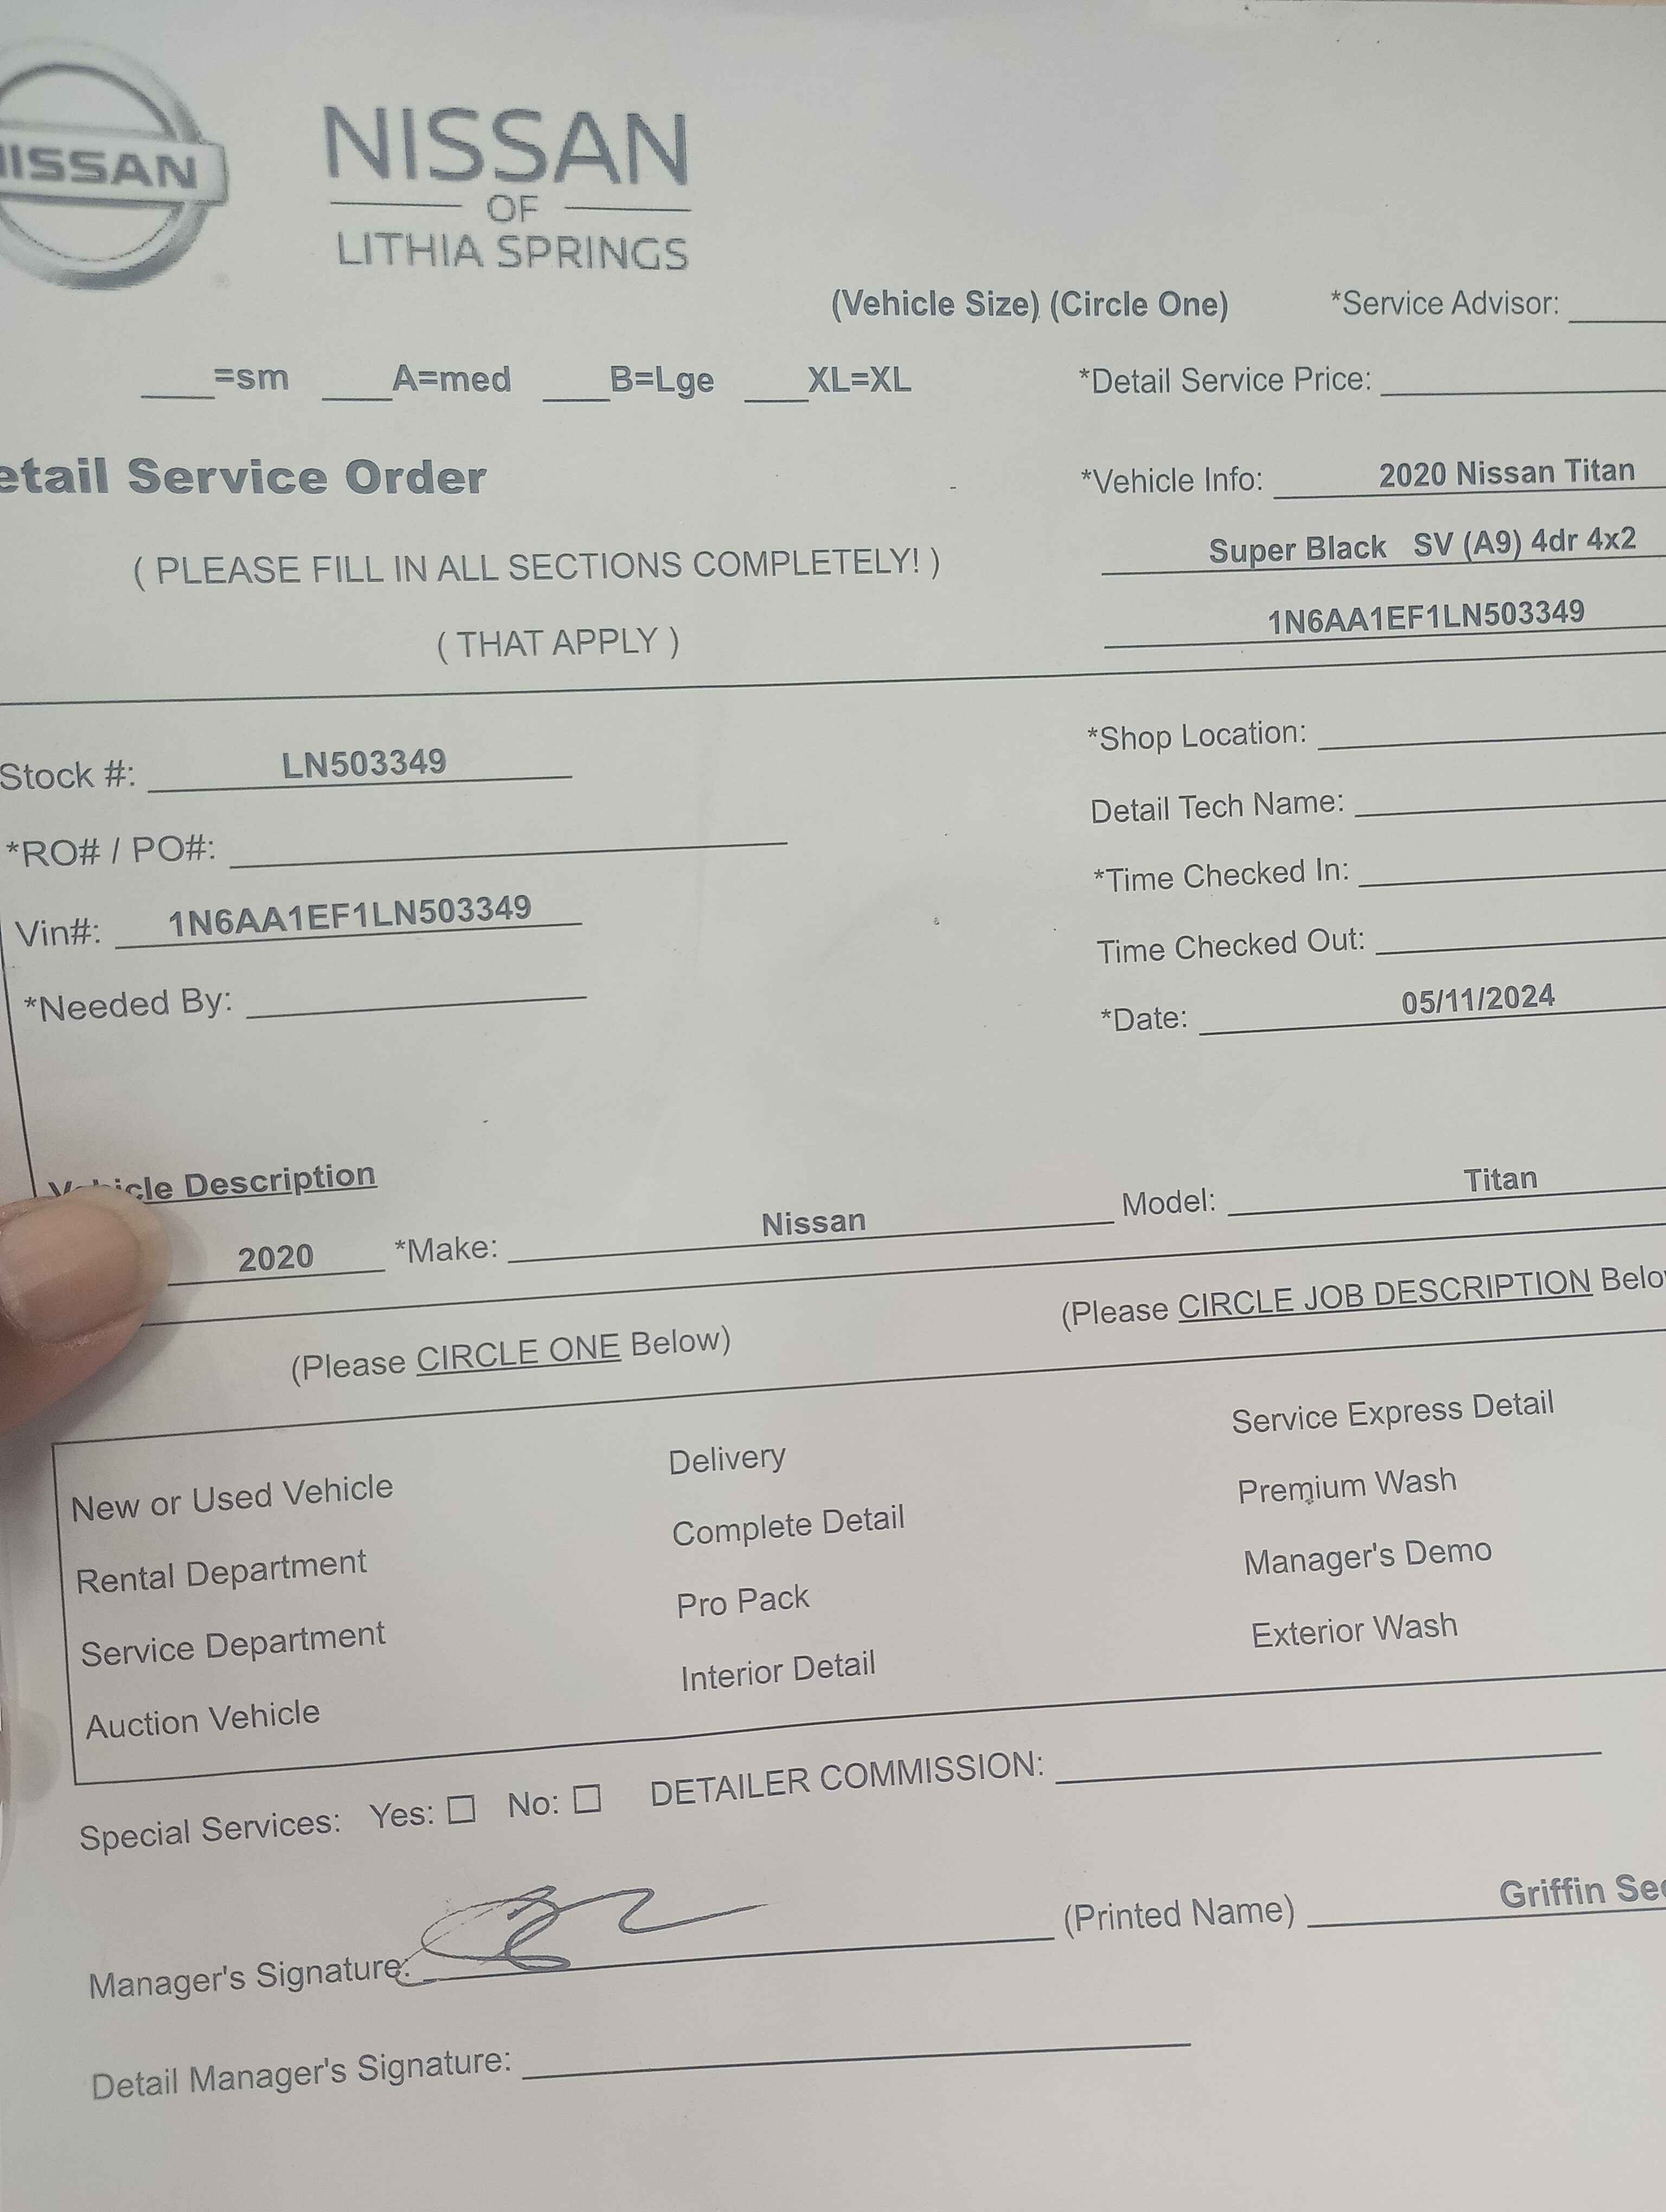 NISSAN
NISSAN
OF
LITHIA SPRINGS
(Vehicle Size) (Circle One) *Service Advisor:
____=sm ____A=med ____B=Lge ____XL=XL *Detail Service Price:
etail Service Order *Vehicle Info: 2020 Nissan Titan
( PLEASE FILL IN ALL SECTIONS COMPLETELY! ) Super Black SV (A9) 4dr 4x2
( THAT APPLY ) 1N6AA1EF1LN503349
Stock #: LN503349 *Shop Location:
*RO# / PO#: Detail Tech Name:
Vin#: 1N6AA1EF1LN503349 *Time Checked In:
*Needed By: Time Checked Out:
*Date: 05/11/2024
Vehicle Description
2020 *Make: Nissan Model: Titan
(Please CIRCLE ONE Below) (Please CIRCLE JOB DESCRIPTION Belo
New or Used Vehicle Delivery Service Express Detail
Rental Department Complete Detail Premium Wash
Service Department Pro Pack Manager's Demo
Auction Vehicle Interior Detail Exterior Wash
Special Services: Yes: ☐ No: ☐ DETAILER COMMISSION:
Manager's Signature: (Printed Name) Griffin Se
Detail Manager's Signature: